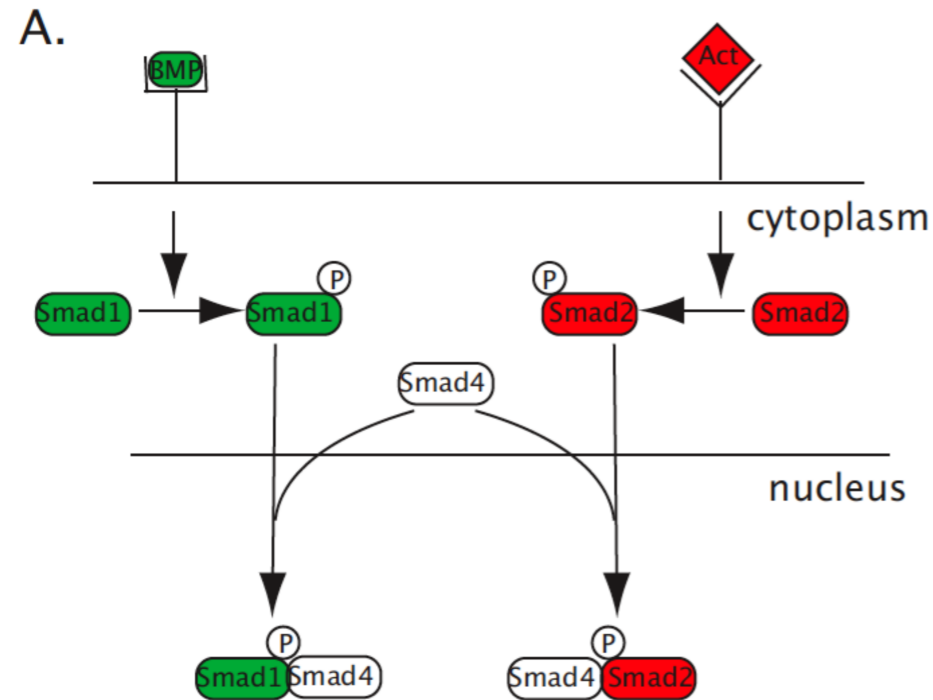 A.
BMP
Act
cytoplasm
P
P
Smad1
Smad1
Smad2
Smad2
Smad4
nucleus
P
P
Smad1
Smad4
Smad4
Smad2